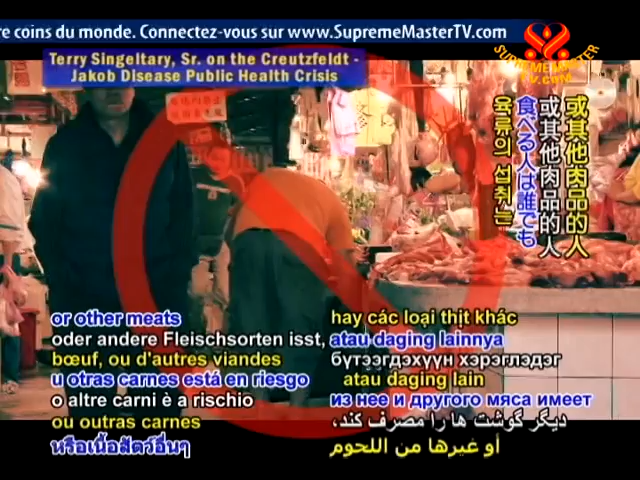 e coins du monde. Connectez-vous sur www.SupremeMasterTV.com
SUPREME MASTER
TV.com
Terry Singeltary, Sr. on the Creutzfeldt -
Jakob Disease Public Health Crisis
或其他肉品的人
或其他肉品的人
食べる人は誰でも
육류의 섭취는
or other meats
oder andere Fleischsorten isst,
bœuf, ou d'autres viandes
u otras carnes está en riesgo
o altre carni è a rischio
ou outras carnes
หรือเนื้อสัตว์อื่นๆ
hay các loại thịt khác
atau daging lainnya
бүтээгдэхүүн хэрэглэдэг
atau daging lain
из нее и другого мяса имеет
دیگر گوشت ها را مصرف کند،
أو غيرها من اللحوم